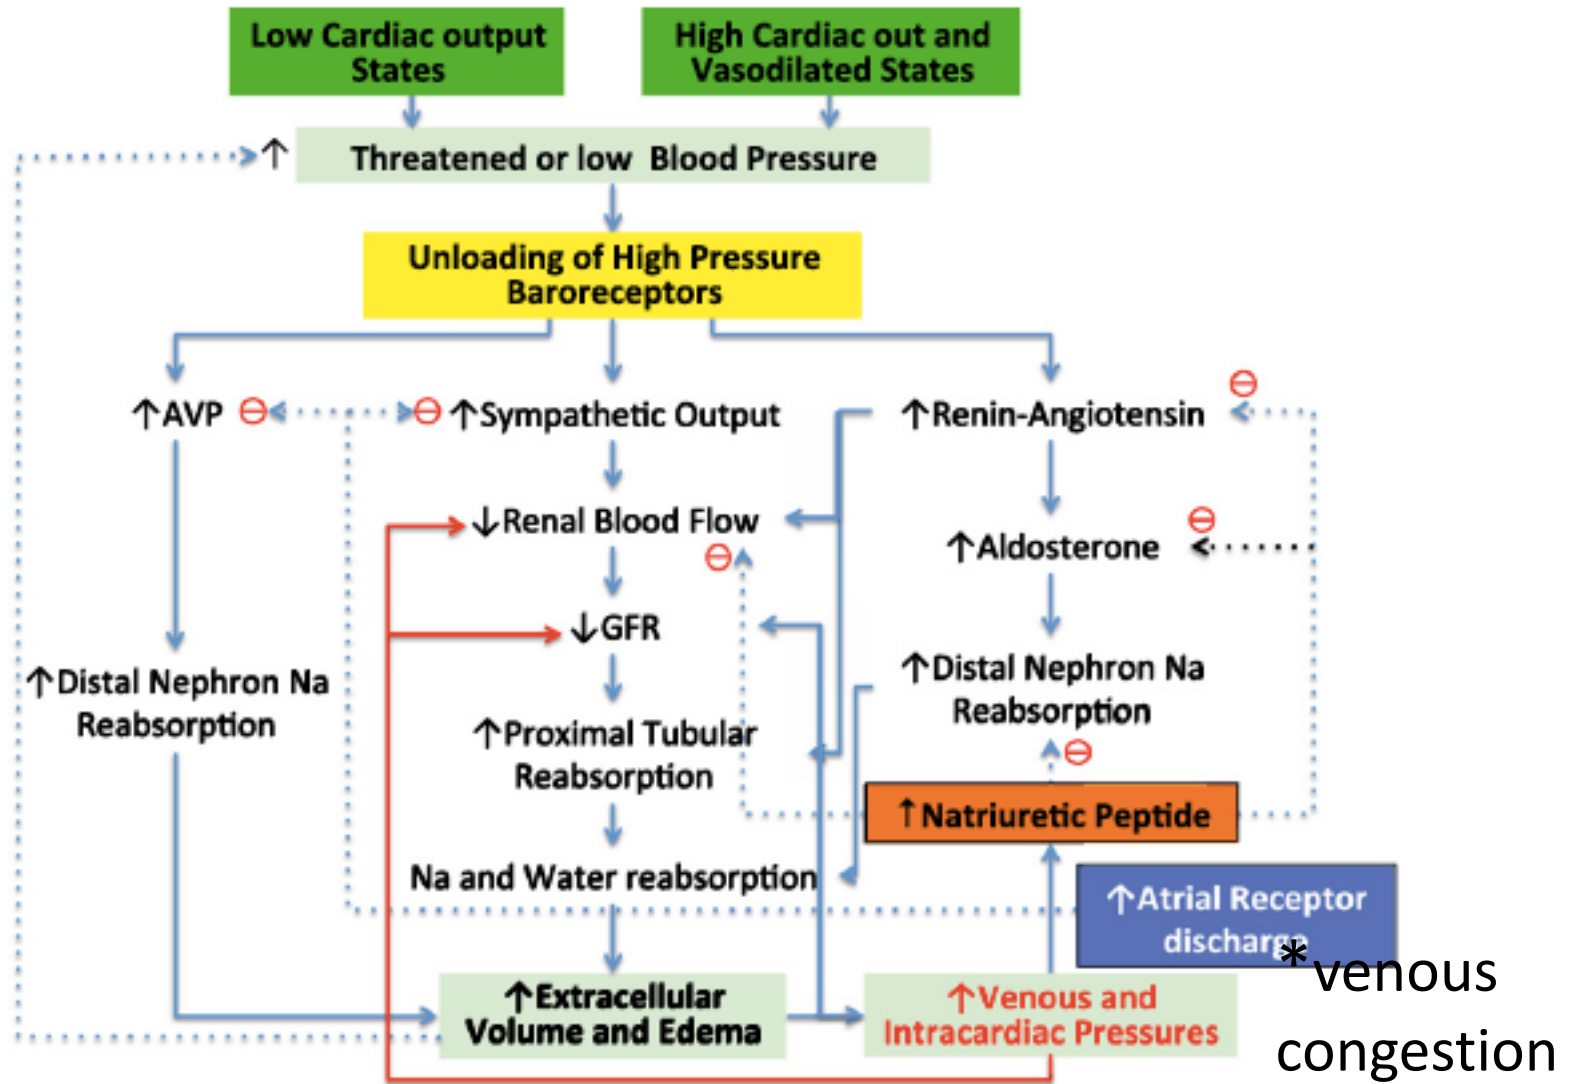 Low Cardiac output
States
High Cardiac out and
Vasodilated States
↑ Threatened or low Blood Pressure
Unloading of High Pressure
Baroreceptors
↑AVP
↑Sympathetic Output
↑Renin-Angiotensin
↓Renal Blood Flow
↑Aldosterone
↓GFR
↑Distal Nephron Na
Reabsorption
↑Distal Nephron Na
Reabsorption
↑Proximal Tubular
Reabsorption
↑Natriuretic Peptide
Na and Water reabsorption
↑Atrial Receptor
discharge
*venous
congestion
↑Extracellular
Volume and Edema
↑Venous and
Intracardiac Pressures